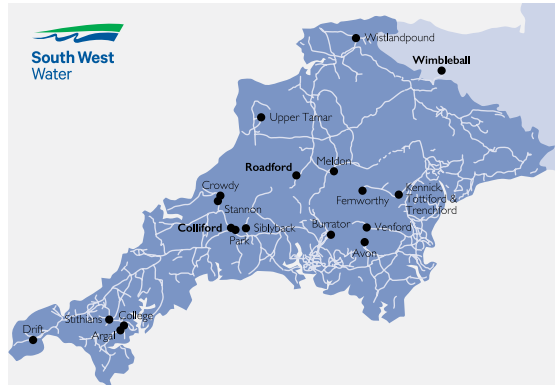 South West
Water
Wistlandpound
Wimbleball
Upper Tamar
Roadford
Meldon
Crowdy
Stannon
Fernworthy
Kennick,
Tottiford &
Trenchford
Colliford
Park
Siblyback
Burrator
Venford
Avon
Stithians
College
Argal
Drift